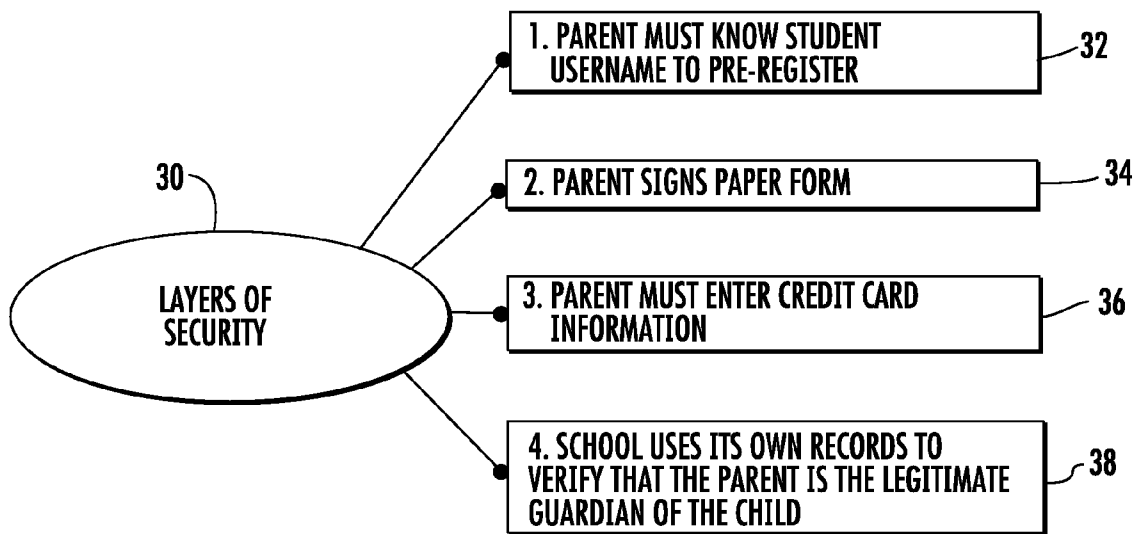 1. PARENT MUST KNOW STUDENT
USERNAME TO PRE-REGISTER
32
30
2. PARENT SIGNS PAPER FORM
34
LAYERS OF
SECURITY
3. PARENT MUST ENTER CREDIT CARD
INFORMATION
36
4. SCHOOL USES ITS OWN RECORDS TO
VERIFY THAT THE PARENT IS THE LEGITIMATE
GUARDIAN OF THE CHILD
38